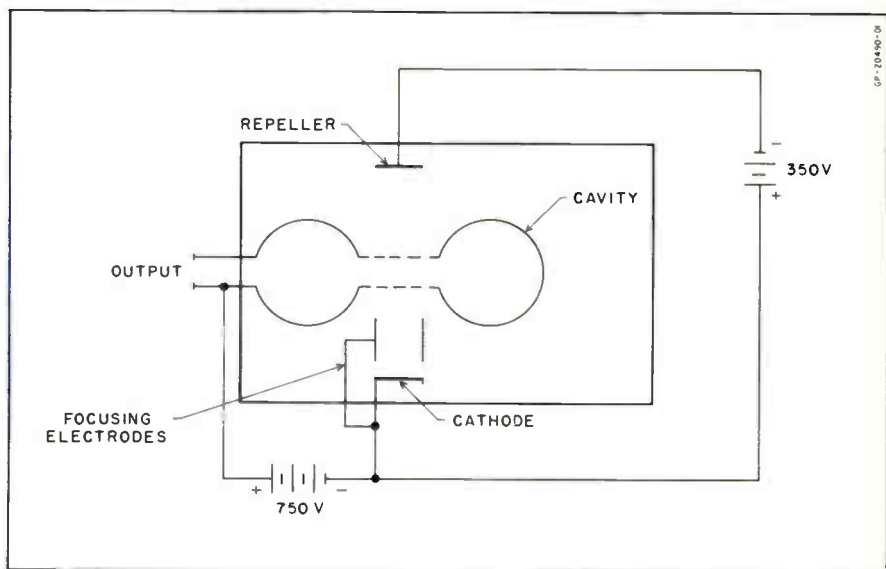 GP-20490-01
REPELLER
-
350V
+
CAVITY
OUTPUT
FOCUSING
ELECTRODES
CATHODE
+
-
750 V